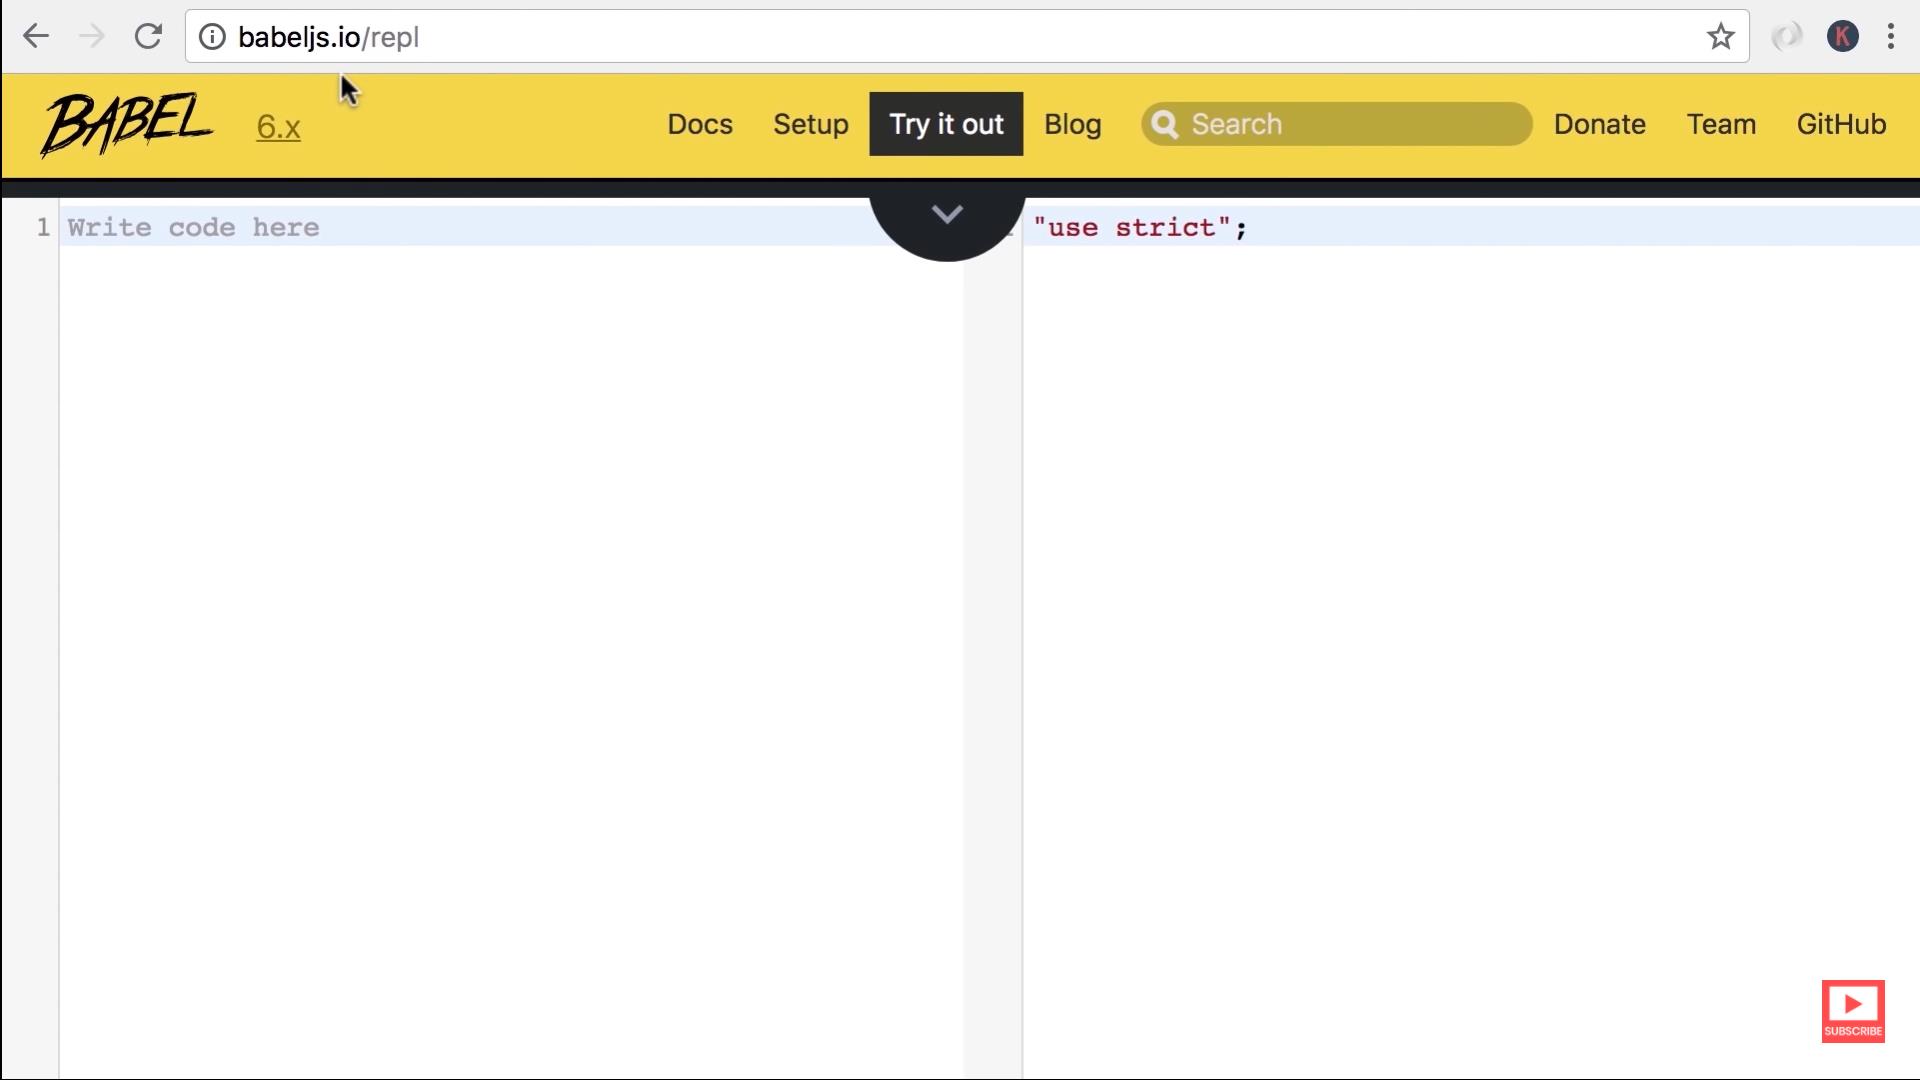 babeljs.io/repl
K
BABEL 6.x Docs Setup Try it out Blog Search Donate Team GitHub
1 Write code here
"use strict";
SUBSCRIBE